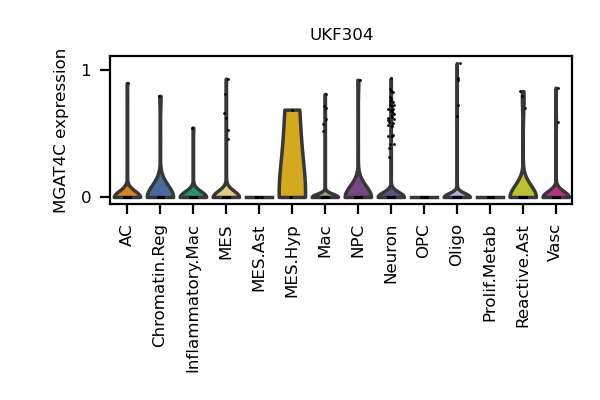 UKF304
MGAT4C expression
1
0
AC
Chromatin.Reg
Inflammatory.Mac
MES
MES.Ast
MES.Hyp
Mac
NPC
Neuron
OPC
Oligo
Prolif.Metab
Reactive.Ast
Vasc